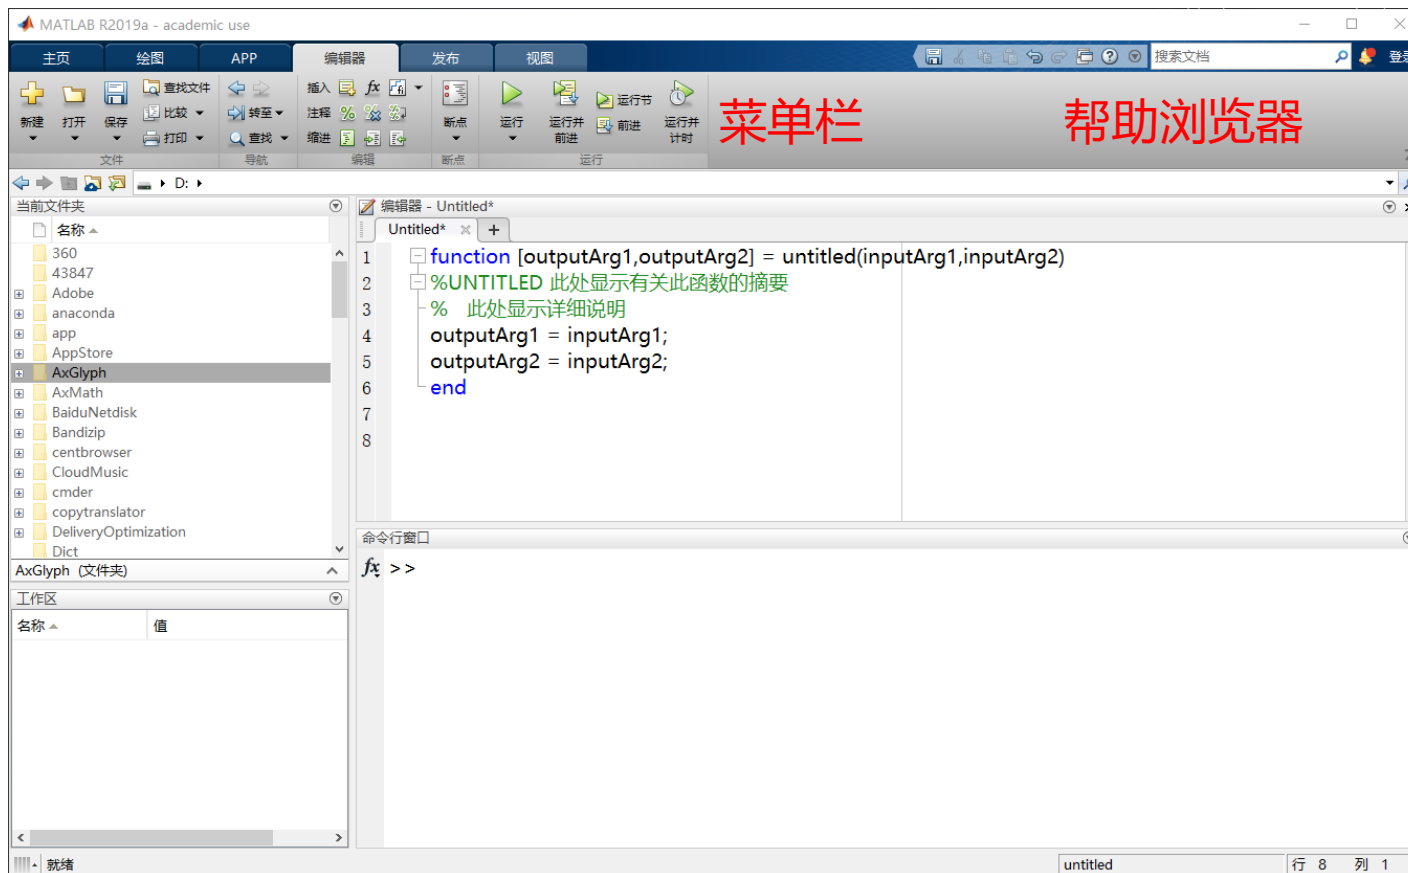 MATLAB R2019a - academic use
主页 绘图 APP 编辑器 发布 视图 搜索文档
新建 打开 保存 查找文件 比较 打印 转至 查找 插入 fx 注释 缩进 断点 运行 运行并前进 运行节 前进 运行并计时
文件 导航 编辑 断点 运行
菜单栏 帮助浏览器
D:
当前文件夹
名称
360
43847
Adobe
anaconda
app
AppStore
AxGlyph
AxMath
BaiduNetdisk
Bandizip
centbrowser
CloudMusic
cmder
copytranslator
DeliveryOptimization
Dict
AxGlyph (文件夹)
工作区
名称 值
编辑器 - Untitled*
Untitled* +
1 function [outputArg1,outputArg2] = untitled(inputArg1,inputArg2)
2 %UNTITLED 此处显示有关此函数的摘要
3 % 此处显示详细说明
4 outputArg1 = inputArg1;
5 outputArg2 = inputArg2;
6 end
7
8
命令行窗口
fx >>
就绪 untitled 行 8 列 1